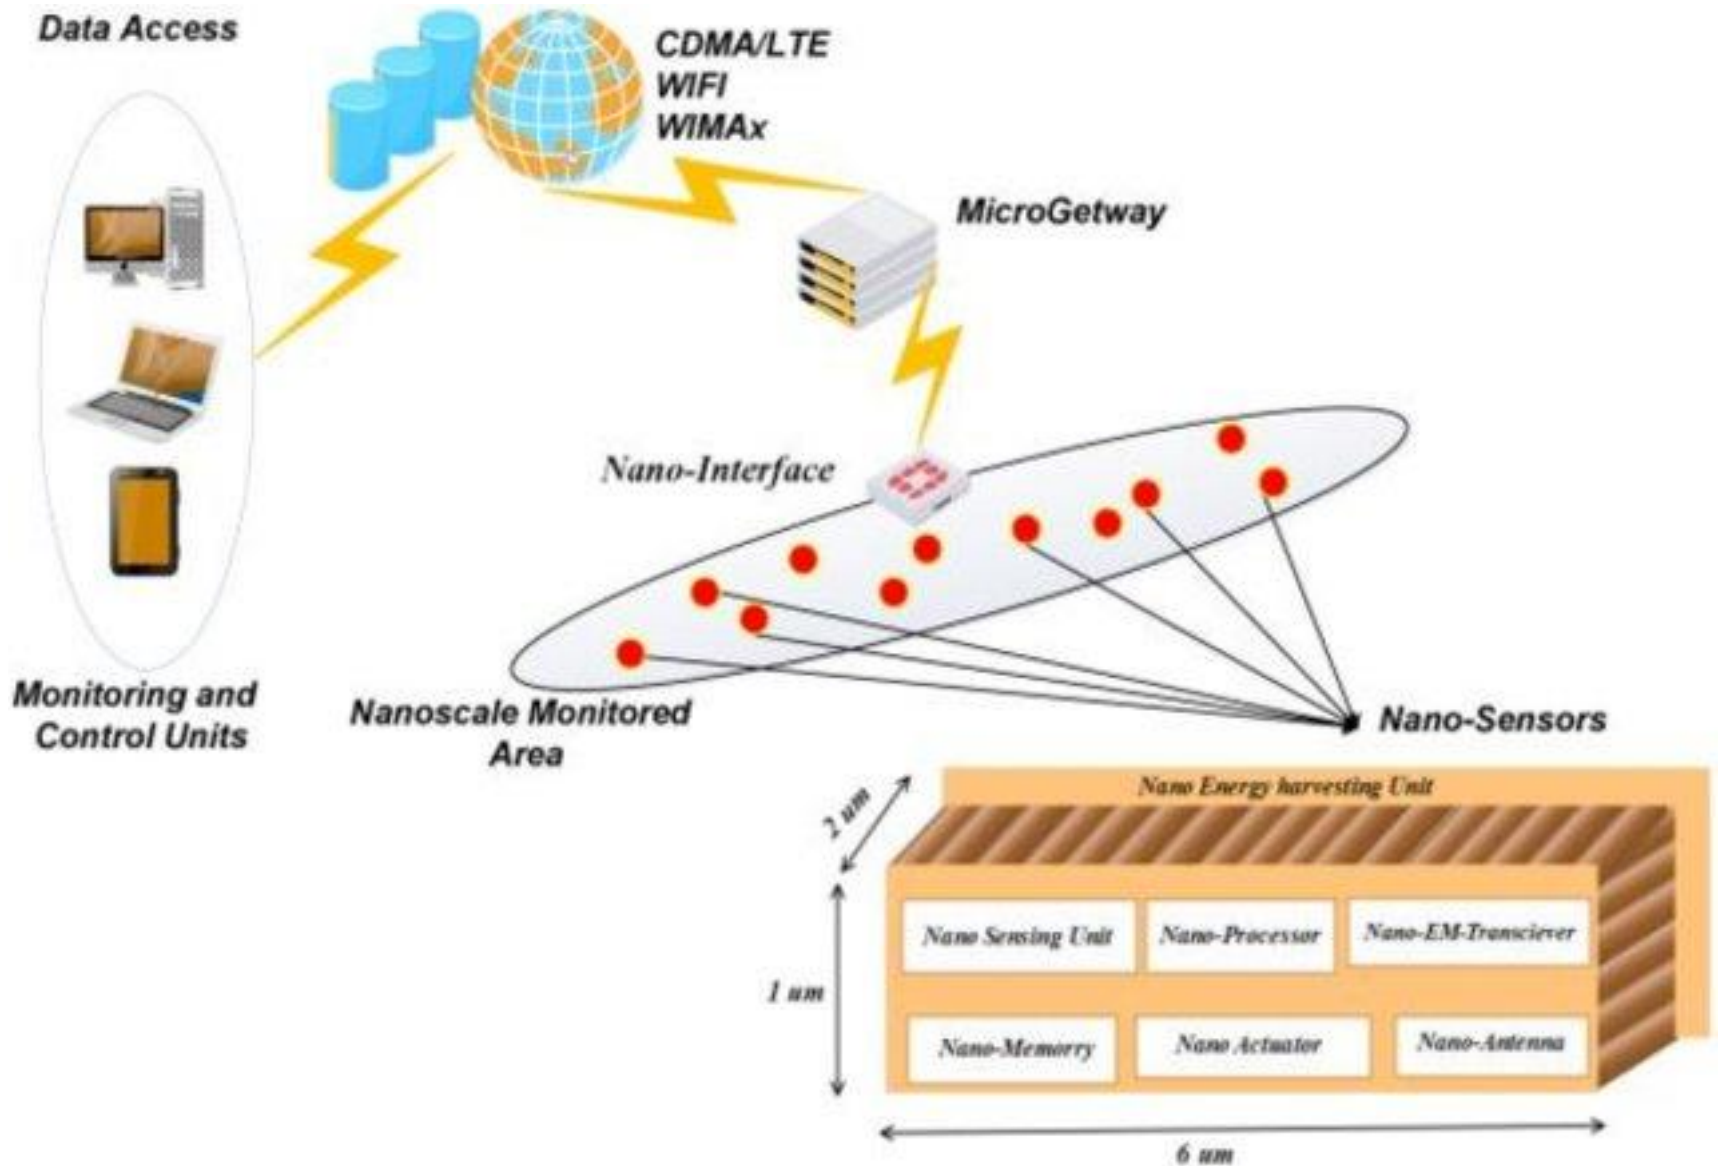 Data Access
CDMA/LTE
WIFI
WIMAx
MicroGetway
Nano-Interface
Monitoring and
Control Units
Nanoscale Monitored
Area
Nano-Sensors
Nano Energy harvesting Unit
2 um
Nano Sensing Unit
Nano-Processor
Nano-EM-Transciever
1 um
Nano-Memorry
Nano Actuator
Nano-Antenna
6 um